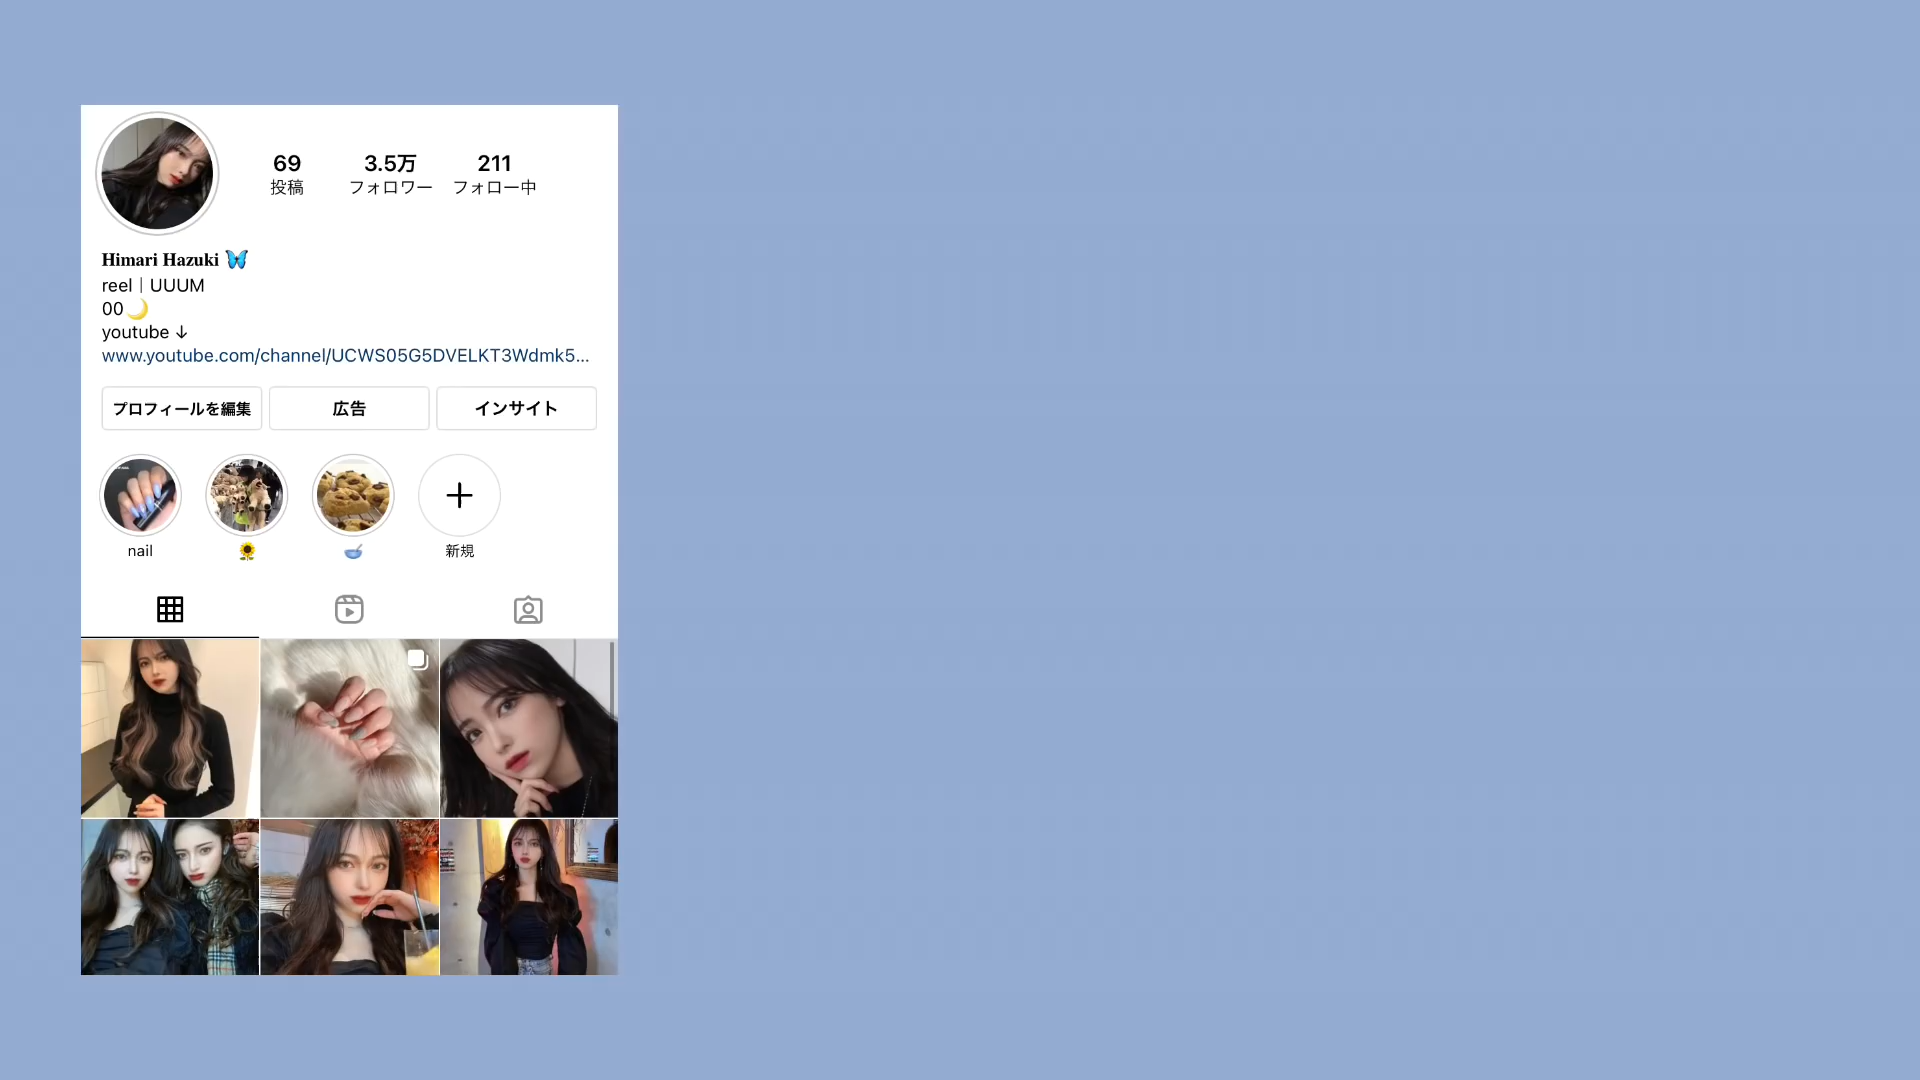 69
投稿
3.5万
フォロワー
211
フォロー中
Himari Hazuki 🦋
reel | UUUM
00🌙
youtube ↓
www.youtube.com/channel/UCWS05G5DVELKT3Wdmk5...
プロフィールを編集
広告
インサイト
nail
🌻
🥣
新規